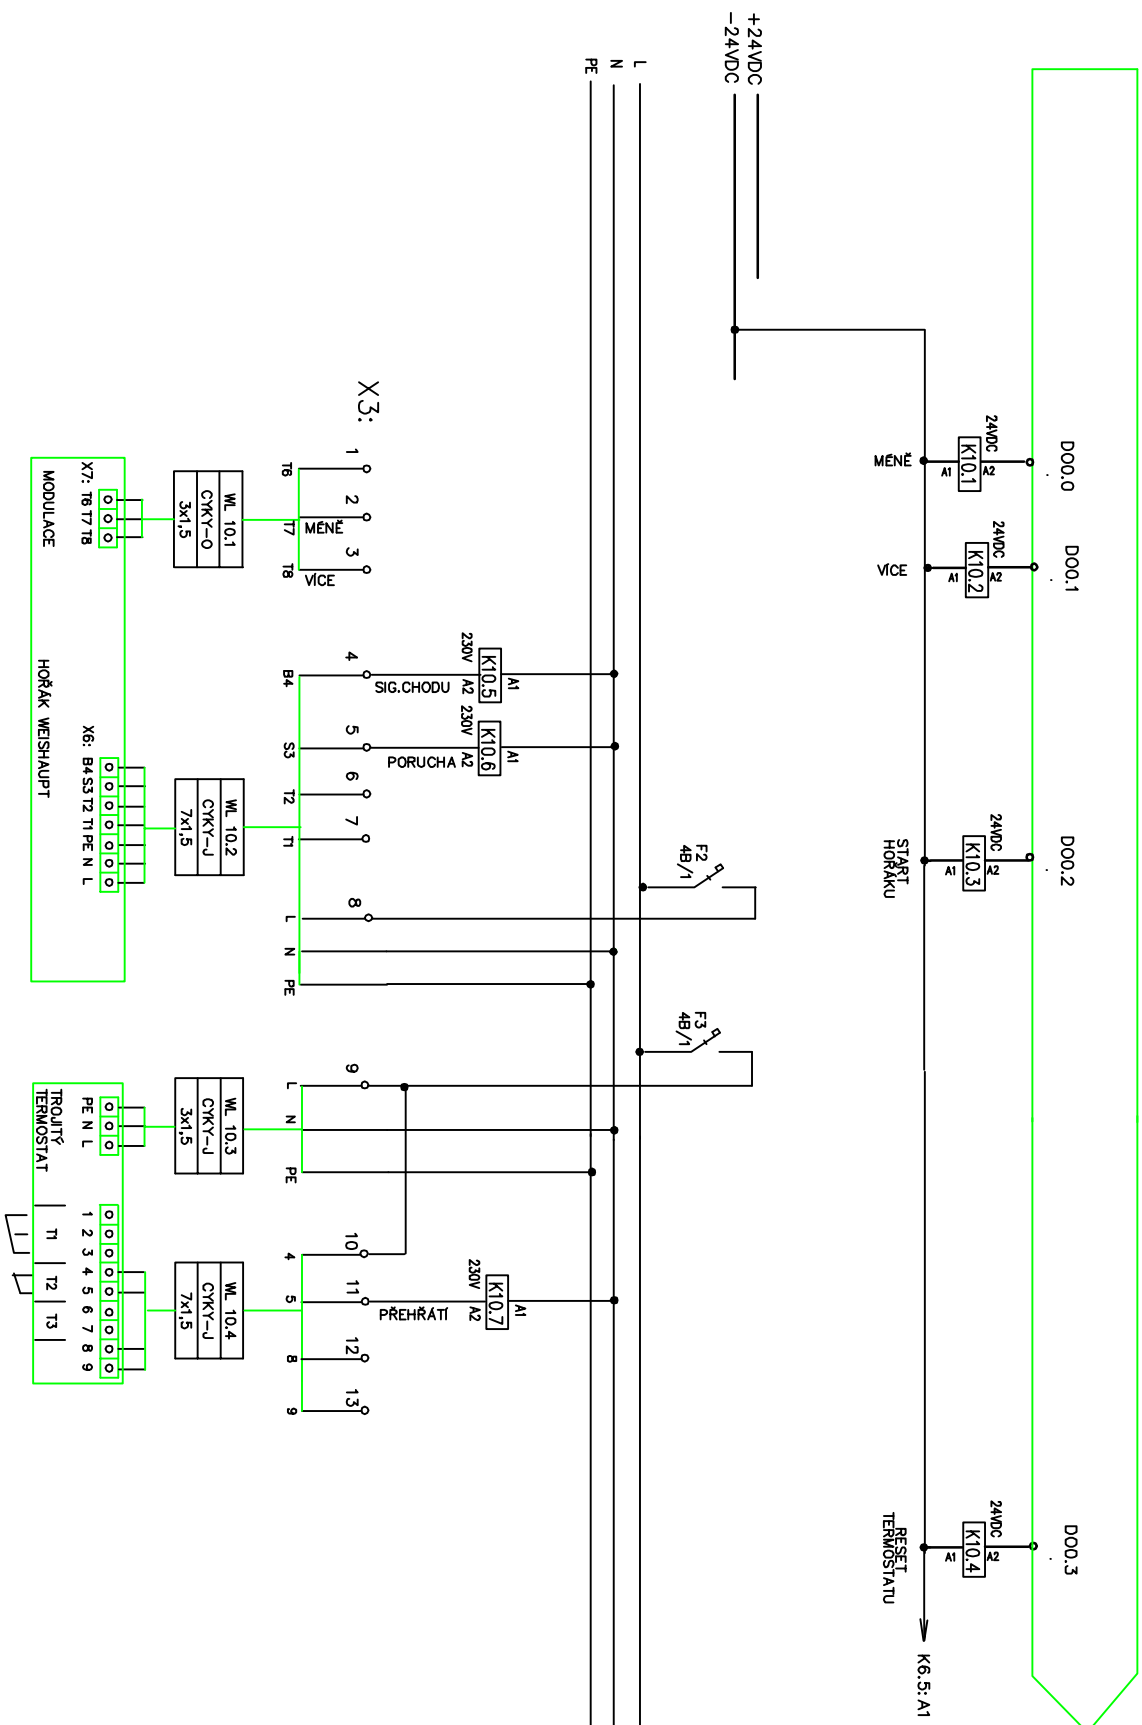 DO0.0
DO0.1
DO0.2
DO0.3
24VDC
K10.1
A1
A2
MÉNĚ
24VDC
K10.2
A1
A2
VÍCE
24VDC
K10.3
A1
A2
START
HOŘÁKU
24VDC
K10.4
A1
A2
RESET
TERMOSTATU
K6.5:A1
+24VDC
-24VDC
L
N
PE
F2
4B/1
F3
4B/1
230V
K10.5
A1
A2
SIG.CHODU
230V
K10.6
A1
A2
PORUCHA
230V
K10.7
A1
A2
PŘEHŘÁTÍ
X3:
1
2
3
4
5
6
7
8
9
10
11
12
13
MÉNĚ
VÍCE
T6
T7
T8
B4
S3
T2
T1
L
N
PE
L
N
PE
4
5
8
9
WL 10.1
CYKY-O
3x1,5
WL 10.2
CYKY-J
7x1,5
WL 10.3
CYKY-J
3x1,5
WL 10.4
CYKY-J
7x1,5
X7: T6 T7 T8
MODULACE
X6: B4 S3 T2 T1 PE N L
HOŘÁK WEISHAUPT
PE N L
TROJITÝ
TERMOSTAT
1 2 3 4 5 6 7 8 9
T1
T2
T3